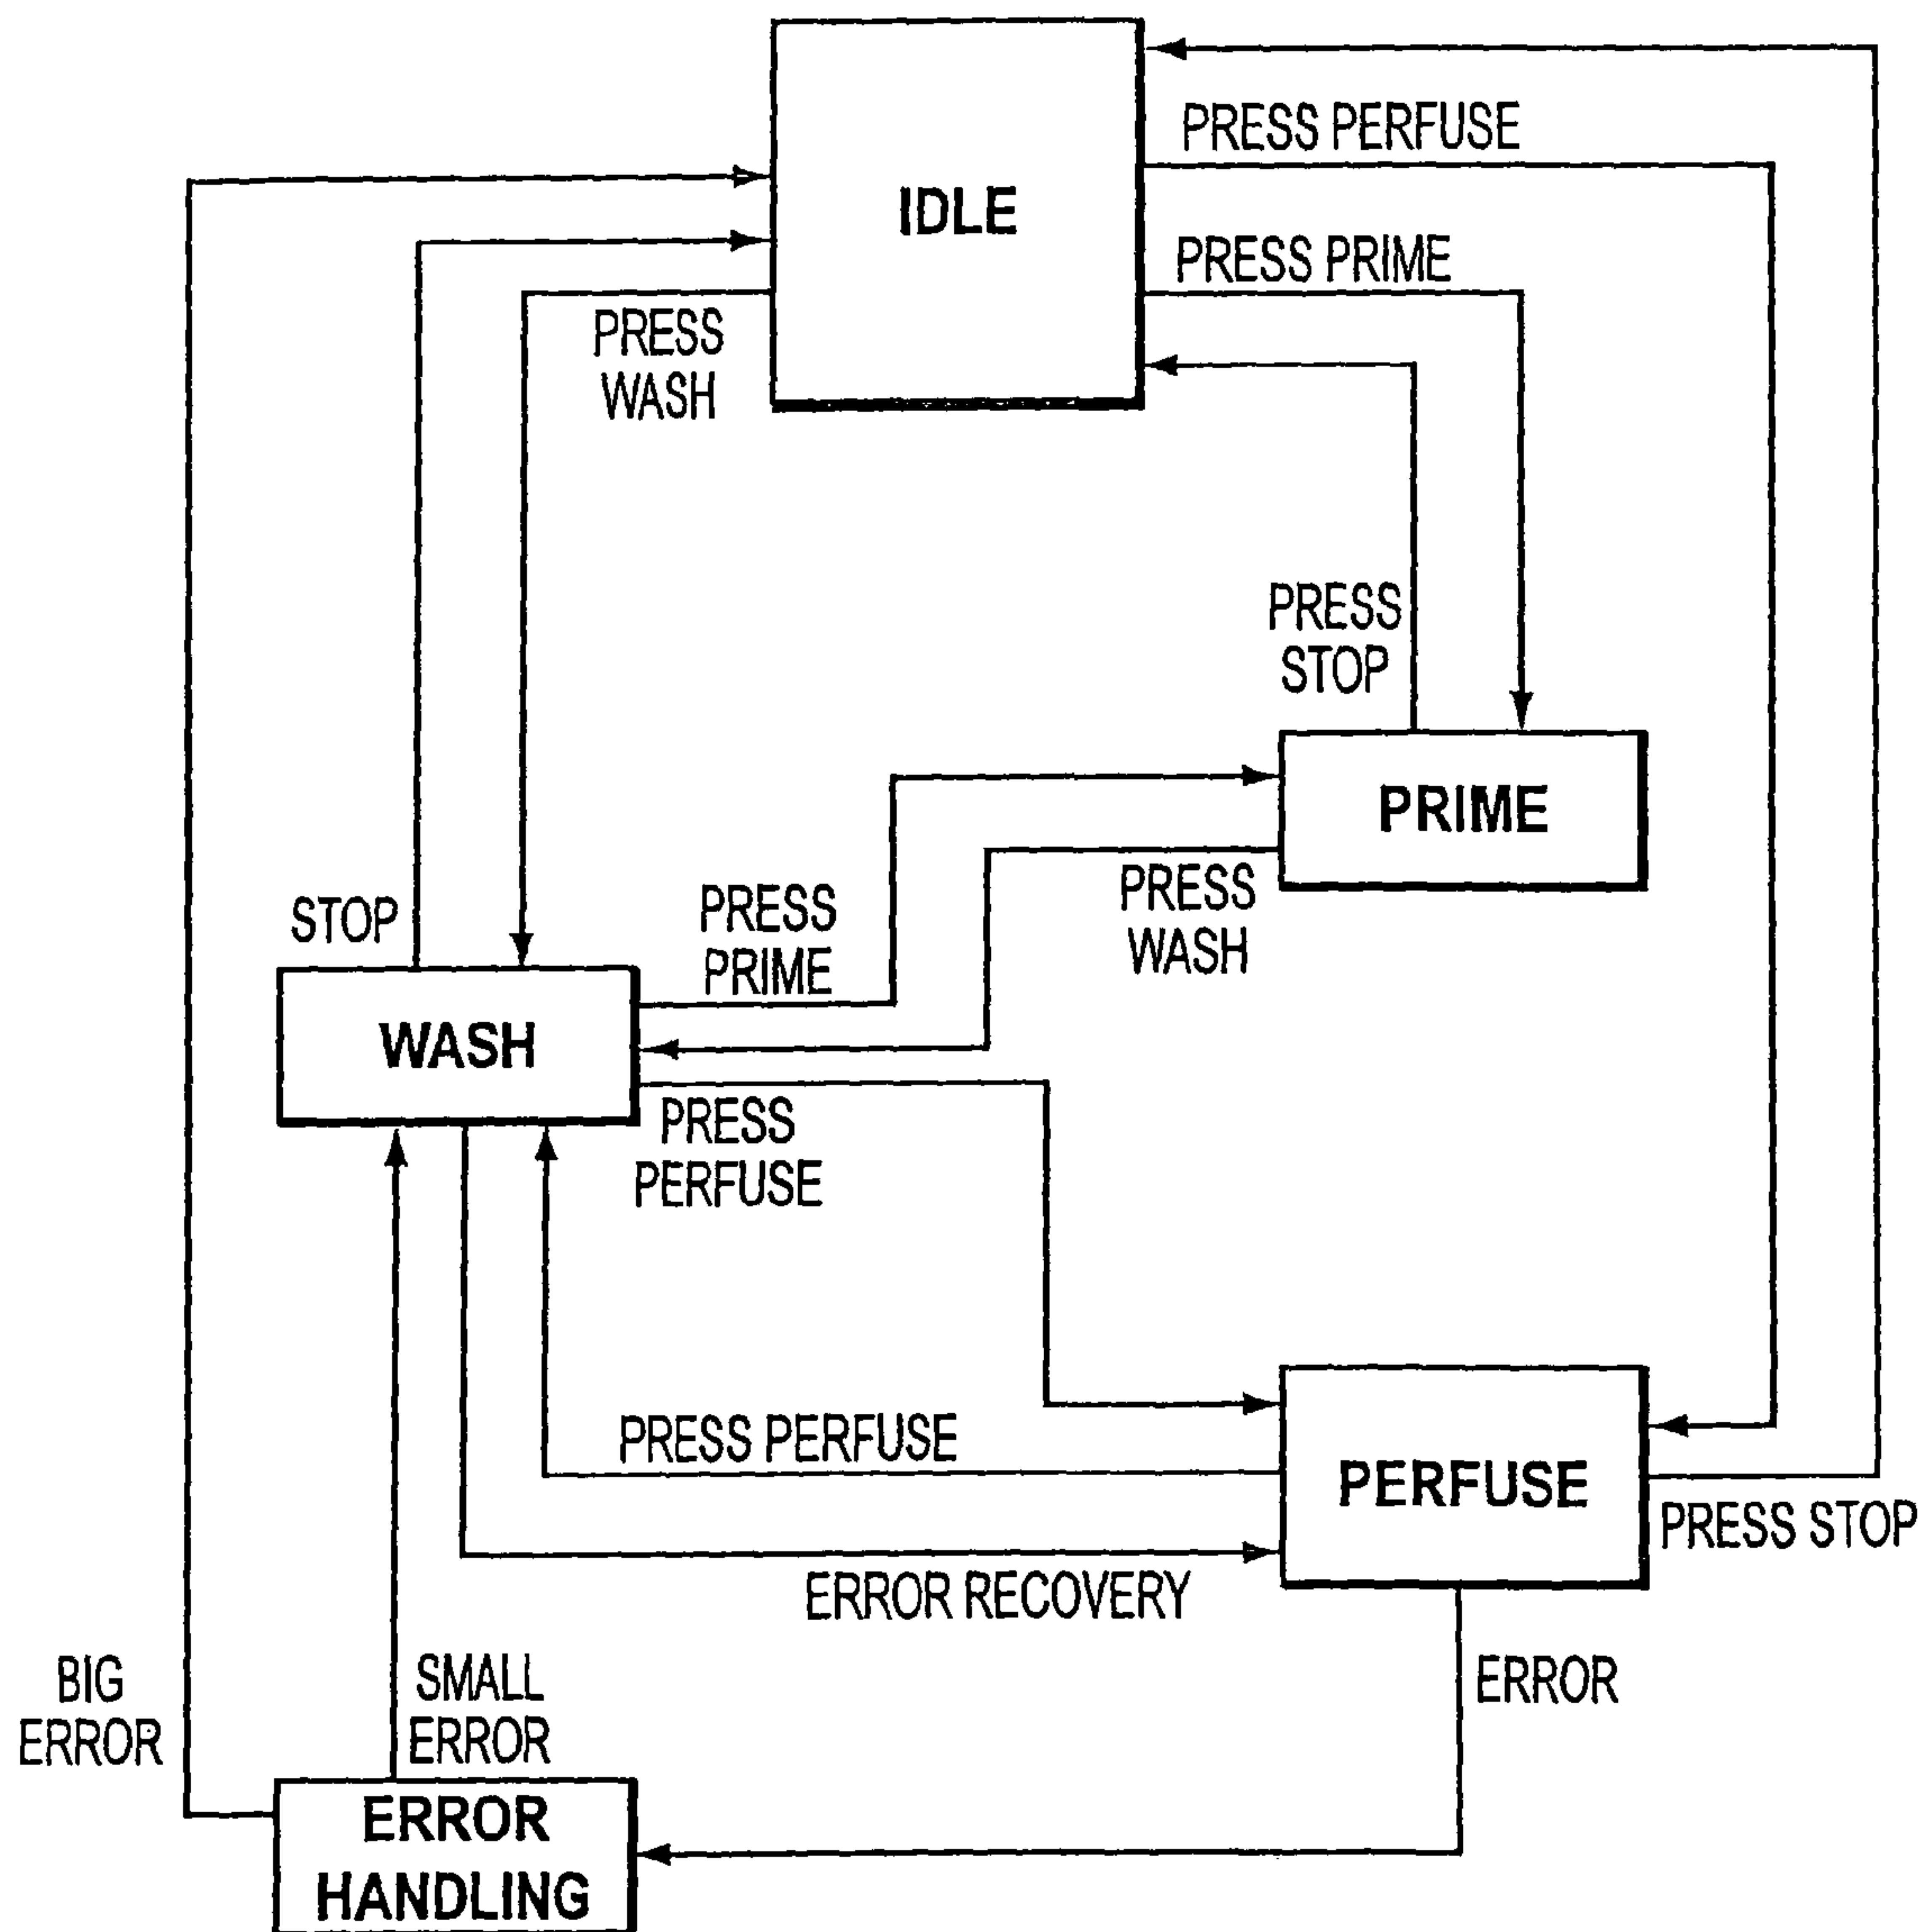 PRESS PERFUSE
IDLE
PRESS PRIME
PRESS
WASH
PRESS
STOP
PRIME
PRESS
WASH
STOP
PRESS
PRIME
WASH
PRESS
PERFUSE
PRESS PERFUSE
PERFUSE
PRESS STOP
ERROR RECOVERY
BIG
ERROR
SMALL
ERROR
ERROR
ERROR
HANDLING